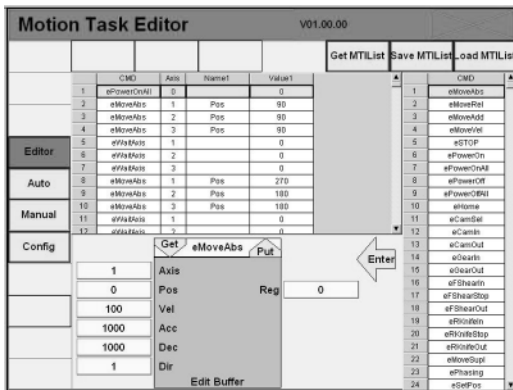 Motion Task Editor V01.00.00
Get MTIList Save MTIList Load MTILis
CMD Axis Name1 Value1
1 ePowerOnAll 0 0
2 eMoveAbs 1 Pos 90
3 eMoveAbs 2 Pos 90
4 eMoveAbs 3 Pos 90
5 eWaitAxis 1 0
6 eWaitAxis 2 0
7 eWaitAxis 3 0
8 eMoveAbs 1 Pos 270
9 eMoveAbs 2 Pos 180
10 eMoveAbs 3 Pos 180
11 eWaitAxis 1 0
12 eWaitAxis 2 0
CMD
1 eMoveAbs
2 eMoveRel
3 eMoveAdd
4 eMoveVel
5 eSTOP
6 ePowerOn
7 ePowerOnAll
8 ePowerOff
9 ePowerOffAll
10 eHome
11 eCamSel
12 eCamIn
13 eCamOut
14 eGearIn
15 eGearOut
16 eFShearIn
17 eFShearStop
18 eFShearOut
19 eRKnifeIn
20 eRKnifeStop
21 eRKnifeOut
22 eMoveSupI
23 ePhasing
24 eSetPos
Editor
Auto
Manual
Config
Get eMoveAbs Put
Enter
1 Axis
0 Pos Reg 0
100 Vel
1000 Acc
1000 Dec
1 Dir
Edit Buffer